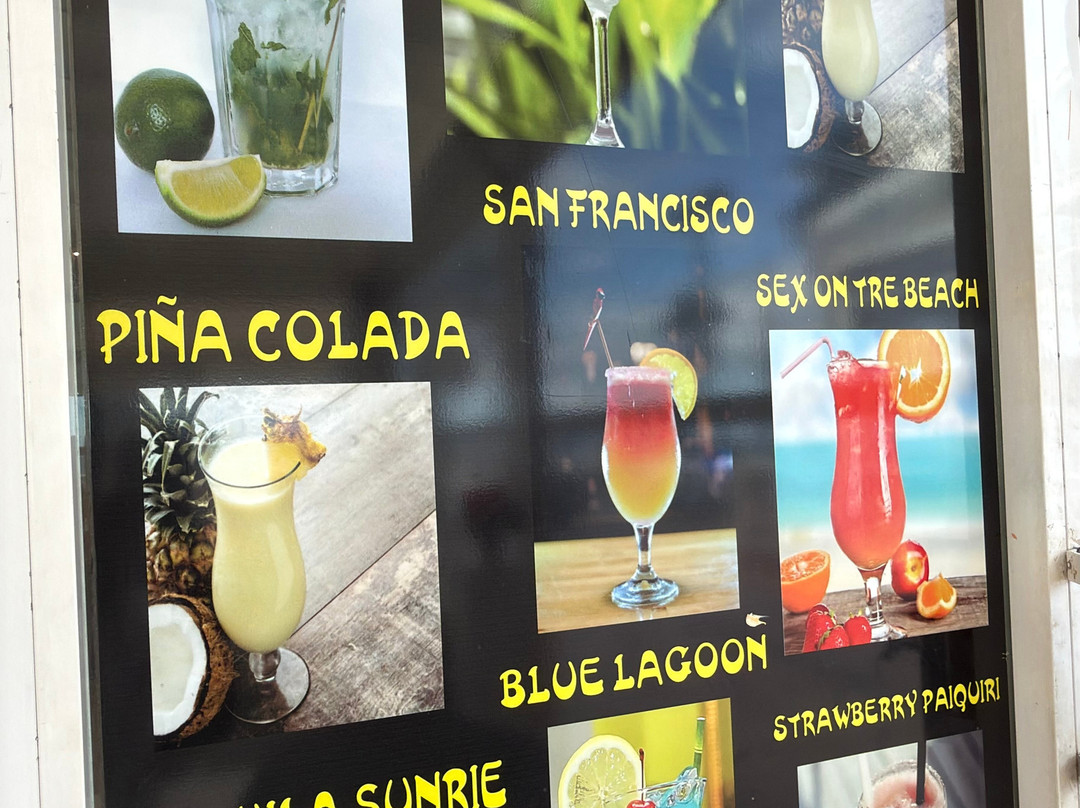 SAN FRANCISCO
SEX ON TRE BEACH
PIÑA COLADA
BLUE LAGOON
STRAWBERRY PAIQUIRI
SUNRIE